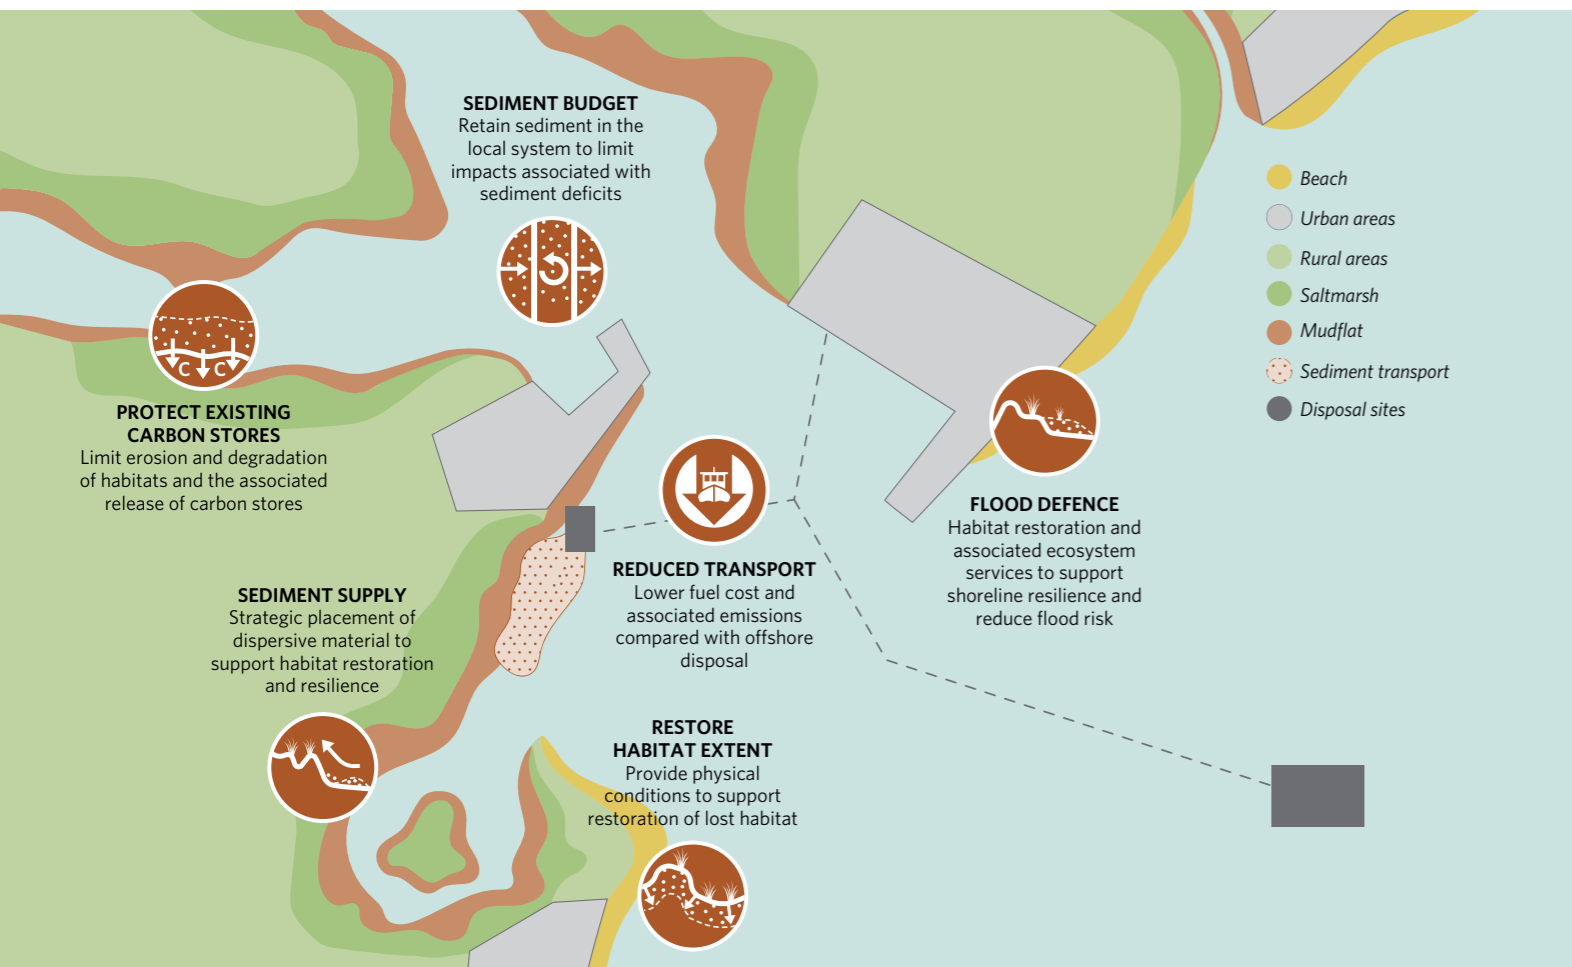 SEDIMENT BUDGET
Retain sediment in the
local system to limit
impacts associated with
sediment deficits
C C
PROTECT EXISTING
CARBON STORES
Limit erosion and degradation
of habitats and the associated
release of carbon stores
SEDIMENT SUPPLY
Strategic placement of
dispersive material to
support habitat restoration
and resilience
REDUCED TRANSPORT
Lower fuel cost and
associated emissions
compared with offshore
disposal
RESTORE
HABITAT EXTENT
Provide physical
conditions to support
restoration of lost habitat
FLOOD DEFENCE
Habitat restoration and
associated ecosystem
services to support
shoreline resilience and
reduce flood risk
Beach
Urban areas
Rural areas
Saltmarsh
Mudflat
Sediment transport
Disposal sites